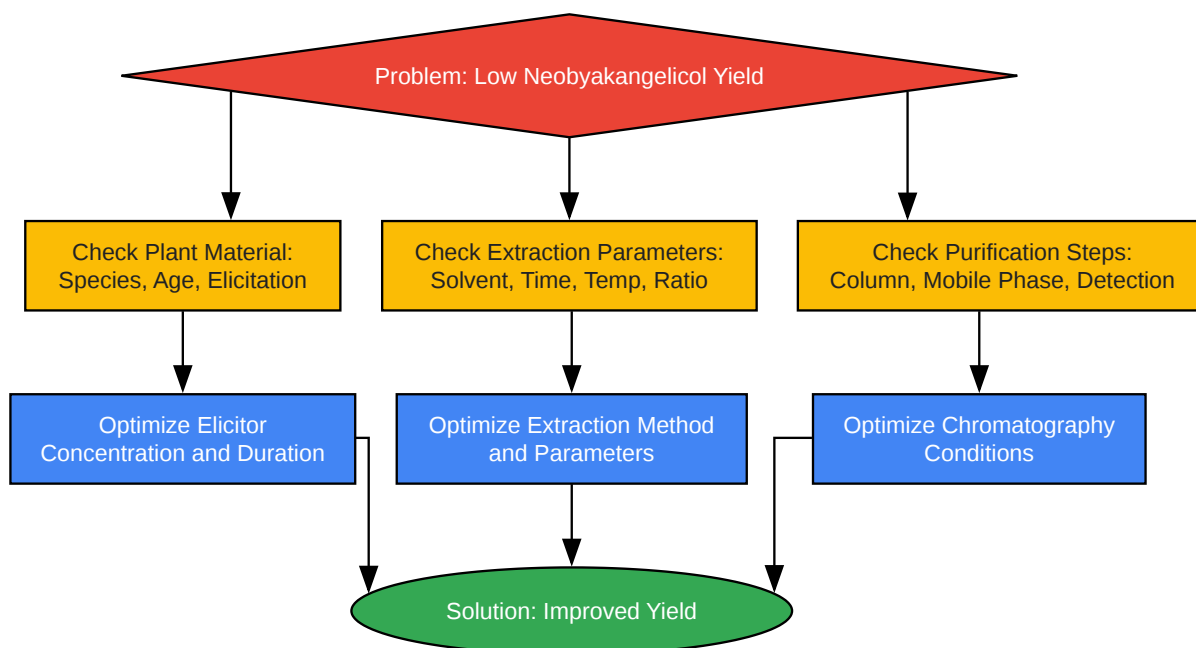 Problem: Low Neobyakangelicol Yield
Check Plant Material:
Species, Age, Elicitation
Check Extraction Parameters:
Solvent, Time, Temp, Ratio
Check Purification Steps:
Column, Mobile Phase, Detection
Optimize Elicitor
Concentration and Duration
Optimize Extraction Method
and Parameters
Optimize Chromatography
Conditions
Solution: Improved Yield